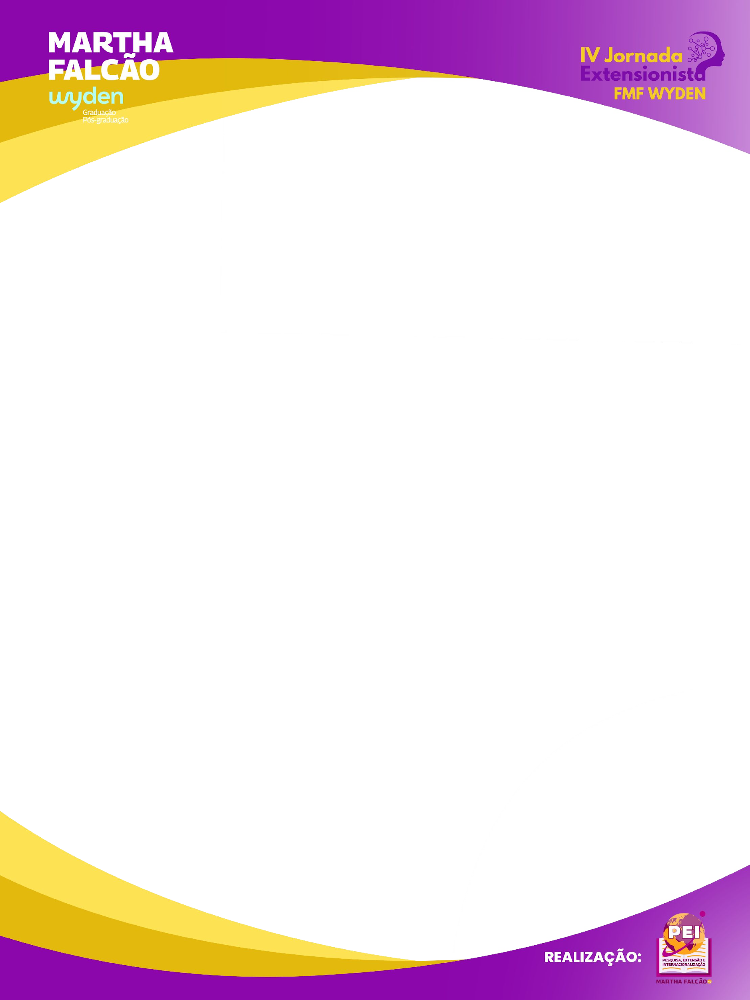 MARTHA
FALCÃO
wyden
Graduação
Pós-graduação
IV Jornada
Extensionista
FMF WYDEN
REALIZAÇÃO:
PEI
PESQUISA, EXTENSÃO E
INTERNACIONALIZAÇÃO
MARTHA FALCÃO